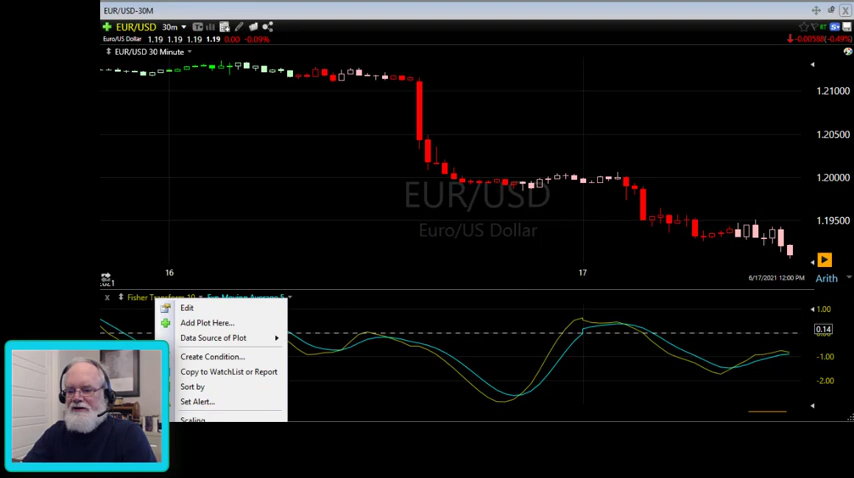 EUR/USD-30M
EUR/USD 30m
Euro/US Dollar 1.19 1.19 1.19 1.19 0.00 -0.09%
EUR/USD 30 Minute
1.21000
1.20500
1.20000
1.19500
EUR/USD
Euro/US Dollar
16 17
6/17/2021 12:00 PM
Arith
Fisher Transform 10
Exp Moving Average 5
1.00
0.14
-1.00
-2.00
Edit
Add Plot Here...
Data Source of Plot
Create Condition...
Copy to WatchList or Report
Sort by
Set Alert...
Scaling